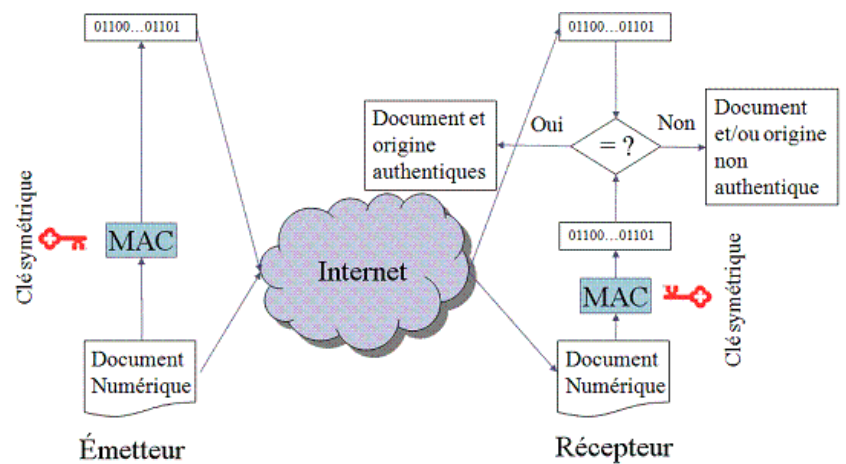 01100...01101
Clé symétrique
MAC
Document
Numérique
Émetteur
Internet
01100...01101
Document et
origine
authentiques
Oui
= ?
Non
Document
et/ou origine
non
authentique
01100...01101
MAC
Clé symétrique
Document
Numérique
Récepteur